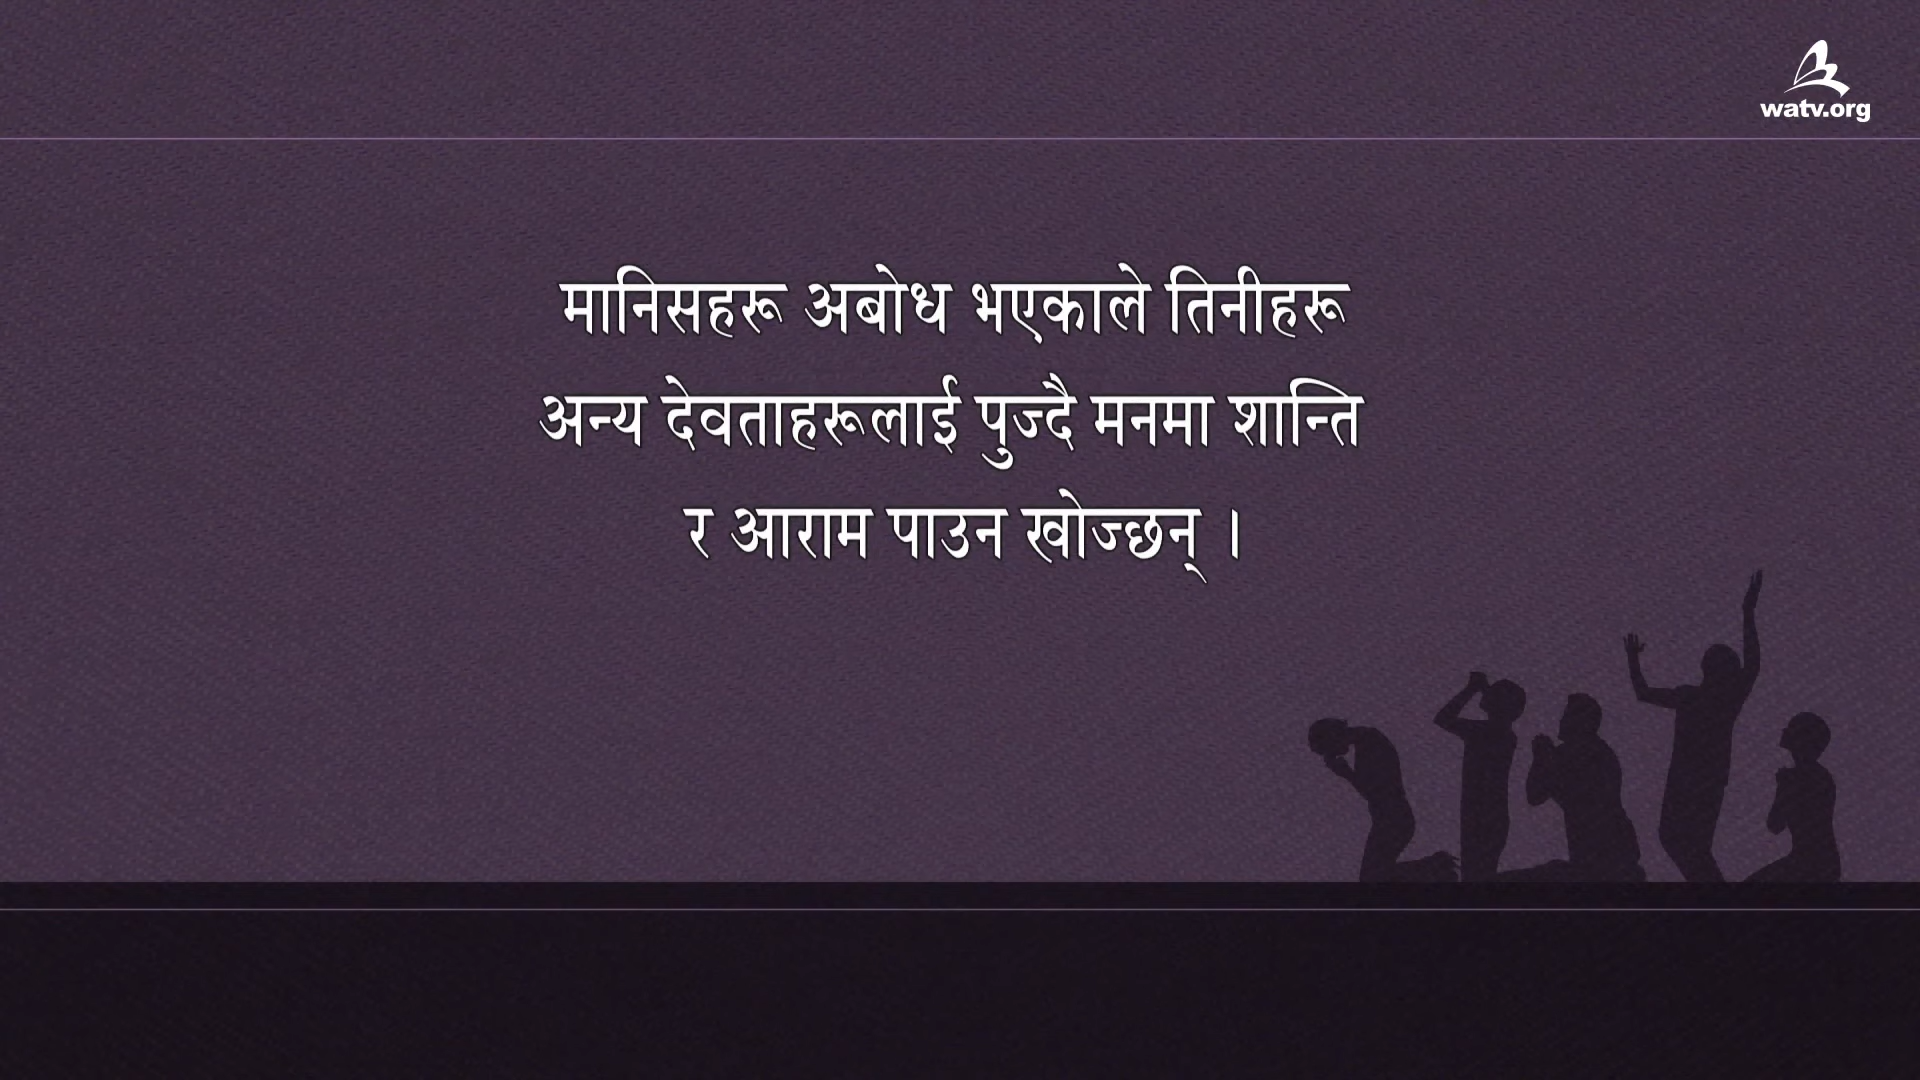 watv.org
मानिसहरू अबोध भएकाले तिनीहरू
अन्य देवताहरूलाई पुज्दै मनमा शान्ति
र आराम पाउन खोज्छन् ।